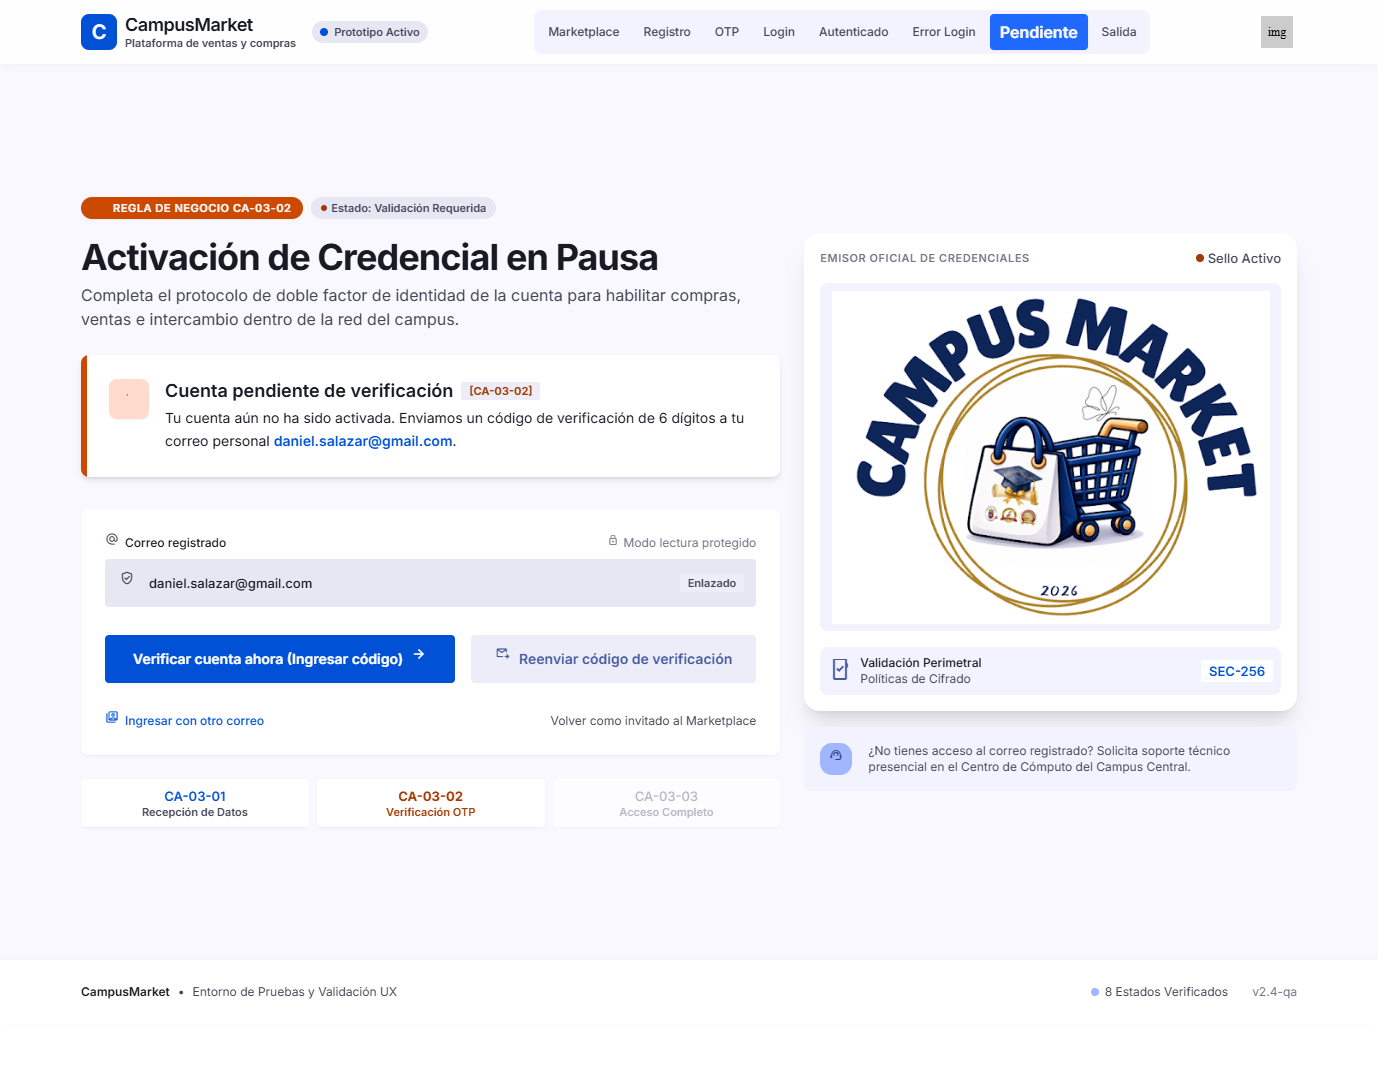 C
CampusMarket
Plataforma de ventas y compras
Prototipo Activo
Marketplace
Registro
OTP
Login
Autenticado
Error Login
Pendiente
Salida
img
REGLA DE NEGOCIO CA-03-02
Estado: Validación Requerida
Activación de Credencial en Pausa
Completa el protocolo de doble factor de identidad de la cuenta para habilitar compras,
ventas e intercambio dentro de la red del campus.
Cuenta pendiente de verificación [CA-03-02]
Tu cuenta aún no ha sido activada. Enviamos un código de verificación de 6 dígitos a tu
correo personal daniel.salazar@gmail.com.
Correo registrado
Modo lectura protegido
daniel.salazar@gmail.com
Enlazado
Verificar cuenta ahora (Ingresar código)
Reenviar código de verificación
Ingresar con otro correo
Volver como invitado al Marketplace
CA-03-01
Recepción de Datos
CA-03-02
Verificación OTP
CA-03-03
Acceso Completo
EMISOR OFICIAL DE CREDENCIALES
Sello Activo
CAMPUS MARKET
2026
Validación Perimetral
Políticas de Cifrado
SEC-256
¿No tienes acceso al correo registrado? Solicita soporte técnico
presencial en el Centro de Cómputo del Campus Central.
CampusMarket • Entorno de Pruebas y Validación UX
8 Estados Verificados
v2.4-qa